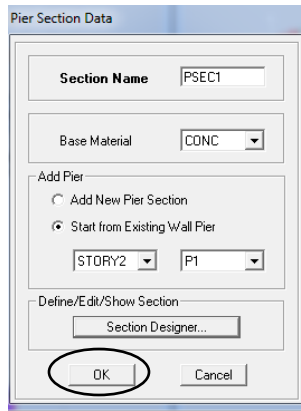 Pier Section Data
Section Name PSEC1
Base Material CONC
Add Pier
Add New Pier Section
Start from Existing Wall Pier
STORY2 P1
Define/Edit/Show Section
Section Designer...
OK Cancel